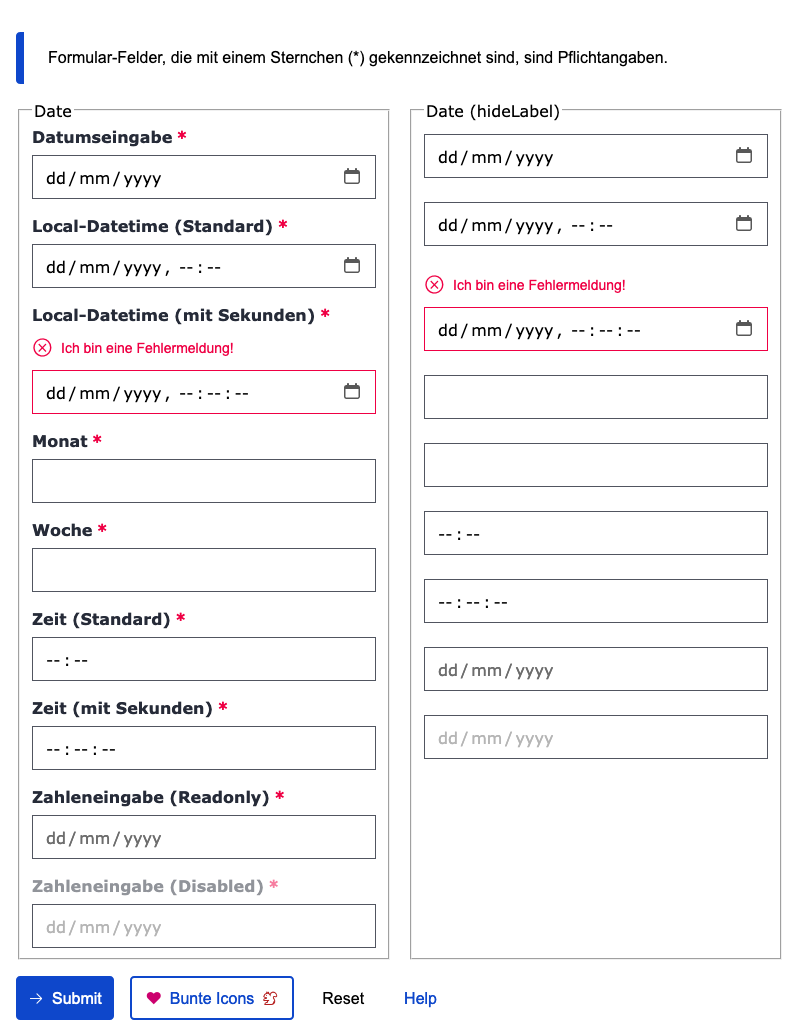 Formular-Felder, die mit einem Sternchen (*) gekennzeichnet sind, sind Pflichtangaben.
Date
Datumseingabe *
dd/mm/yyyy
Local-Datetime (Standard) *
dd/mm/yyyy, --:--
Local-Datetime (mit Sekunden) *
Ich bin eine Fehlermeldung!
dd/mm/yyyy, --:--:--
Monat *
Woche *
Zeit (Standard) *
--:--
Zeit (mit Sekunden) *
--:--:--
Zahleneingabe (Readonly) *
dd/mm/yyyy
Zahleneingabe (Disabled) *
dd/mm/yyyy
Date (hideLabel)
dd/mm/yyyy
dd/mm/yyyy, --:--
Ich bin eine Fehlermeldung!
dd/mm/yyyy, --:--:--
--:--
--:--:--
dd/mm/yyyy
dd/mm/yyyy
Submit
Bunte Icons
Reset
Help